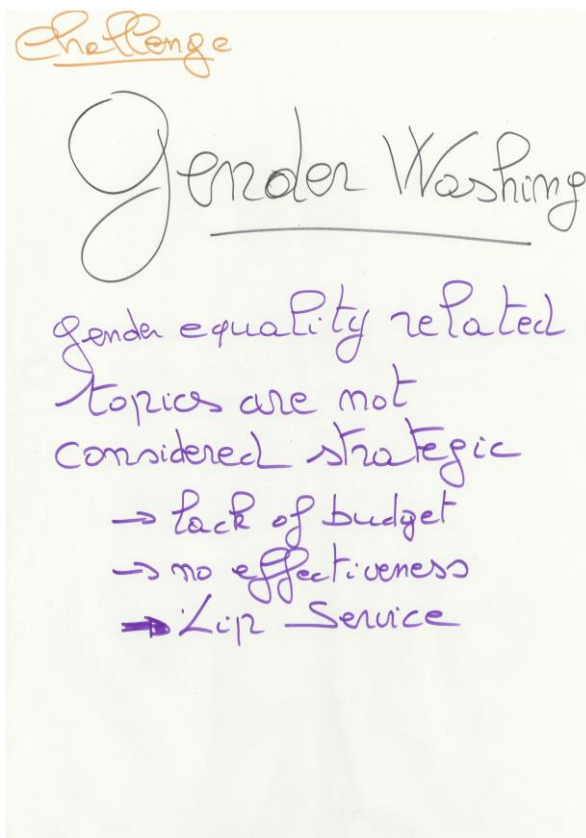 Challenge
Gender Washing
gender equality related
topics are not
considered strategic
→ lack of budget
→ no effectiveness
→ Lip Service